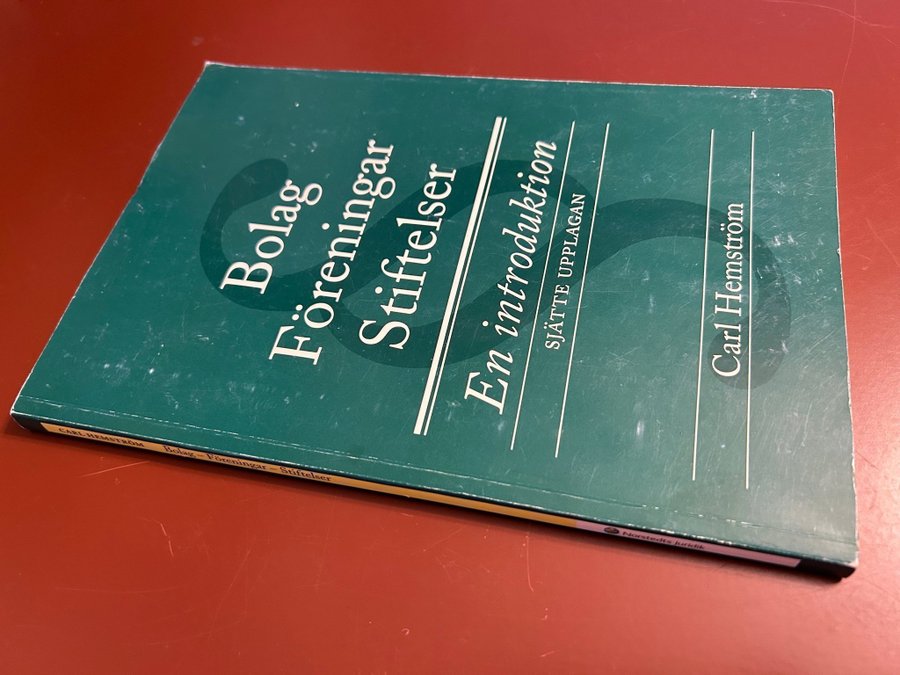 Bolag
Föreningar
Stiftelser
En introduktion
SJÄTTE UPPLAGAN
Carl Hemström
CARL HEMSTRÖM Bolag – Föreningar – Stiftelser
Norstedts Juridik